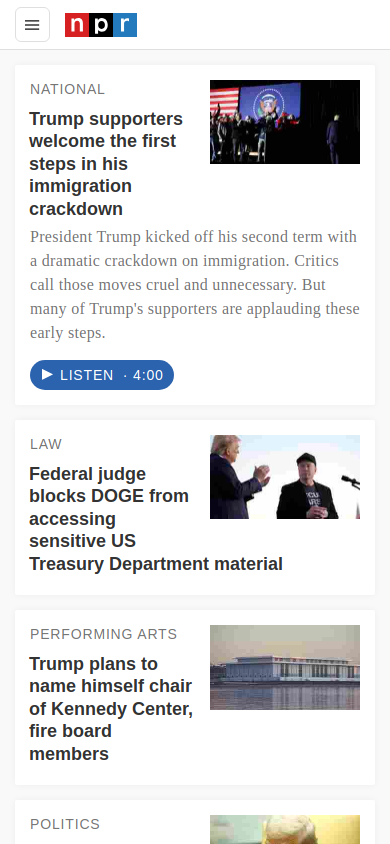 npr
NATIONAL
Trump supporters
welcome the first
steps in his
immigration
crackdown
President Trump kicked off his second term with
a dramatic crackdown on immigration. Critics
call those moves cruel and unnecessary. But
many of Trump's supporters are applauding these
early steps.
LISTEN · 4:00
LAW
Federal judge
blocks DOGE from
accessing
sensitive US
Treasury Department material
PERFORMING ARTS
Trump plans to
name himself chair
of Kennedy Center,
fire board
members
POLITICS